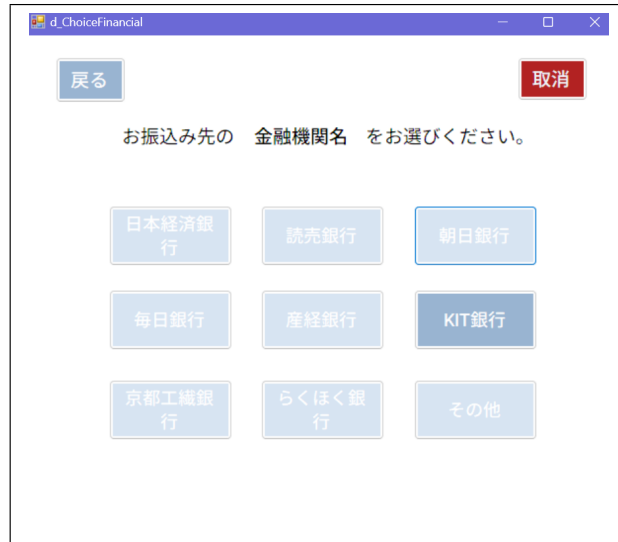 d_ChoiceFinancial
戻る
取消
お振込み先の 金融機関名 をお選びください。
日本経済銀
行
読売銀行
朝日銀行
毎日銀行
産経銀行
KIT銀行
京都工繊銀
行
らくほく銀
行
その他